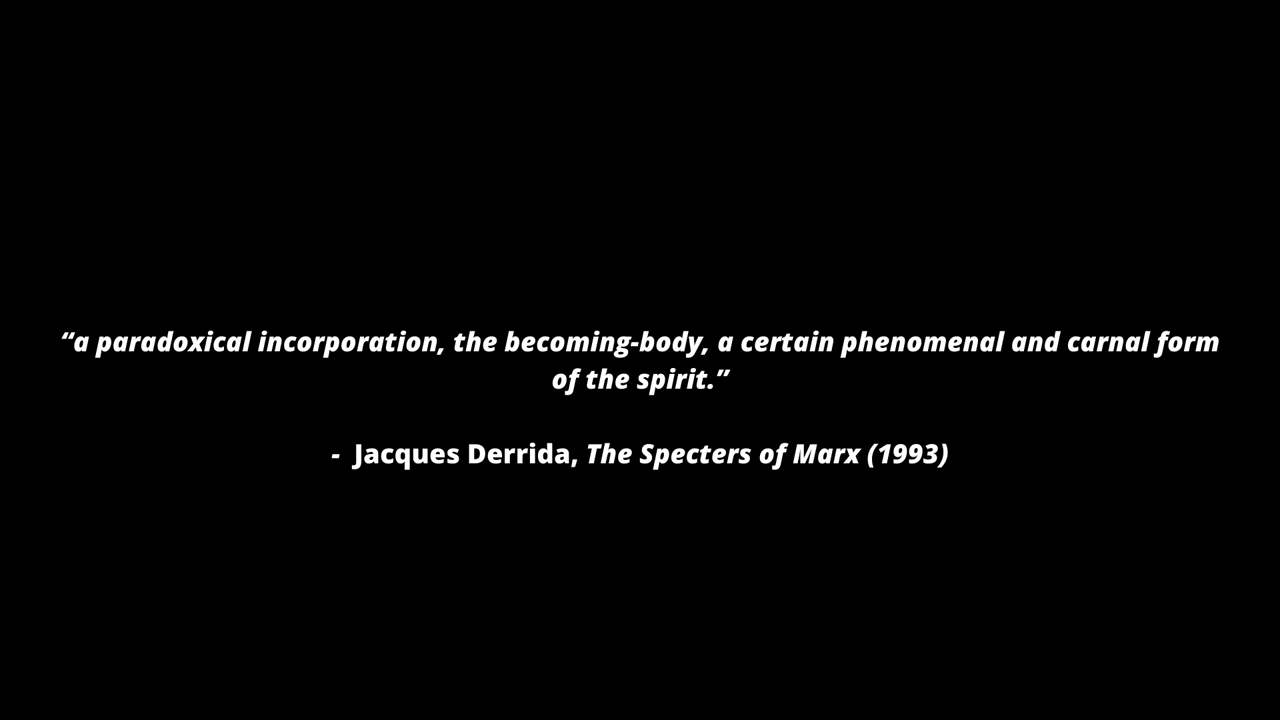 “a paradoxical incorporation, the becoming-body, a certain phenomenal and carnal form
of the spirit.”
- Jacques Derrida, The Specters of Marx (1993)